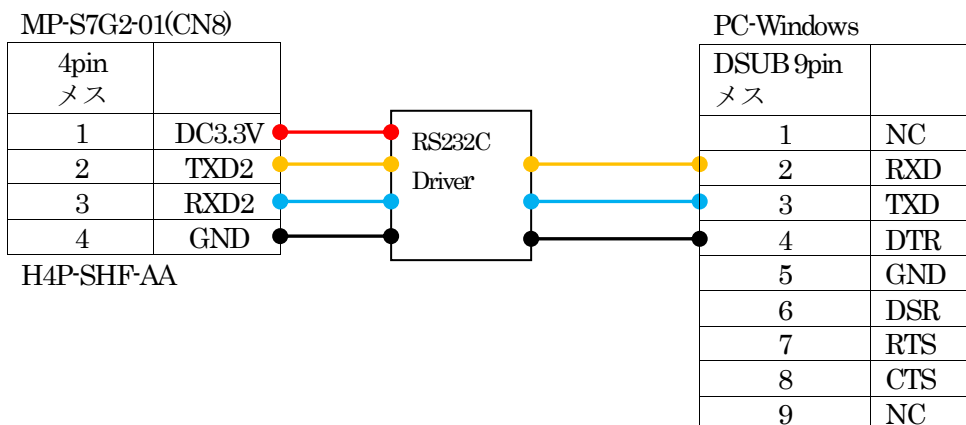 MP-S7G2-01(CN8)
4pin
メス
1 DC3.3V
2 TXD2
3 RXD2
4 GND
H4P-SHF-AA
RS232C
Driver
PC-Windows
DSUB 9pin
メス
1 NC
2 RXD
3 TXD
4 DTR
5 GND
6 DSR
7 RTS
8 CTS
9 NC